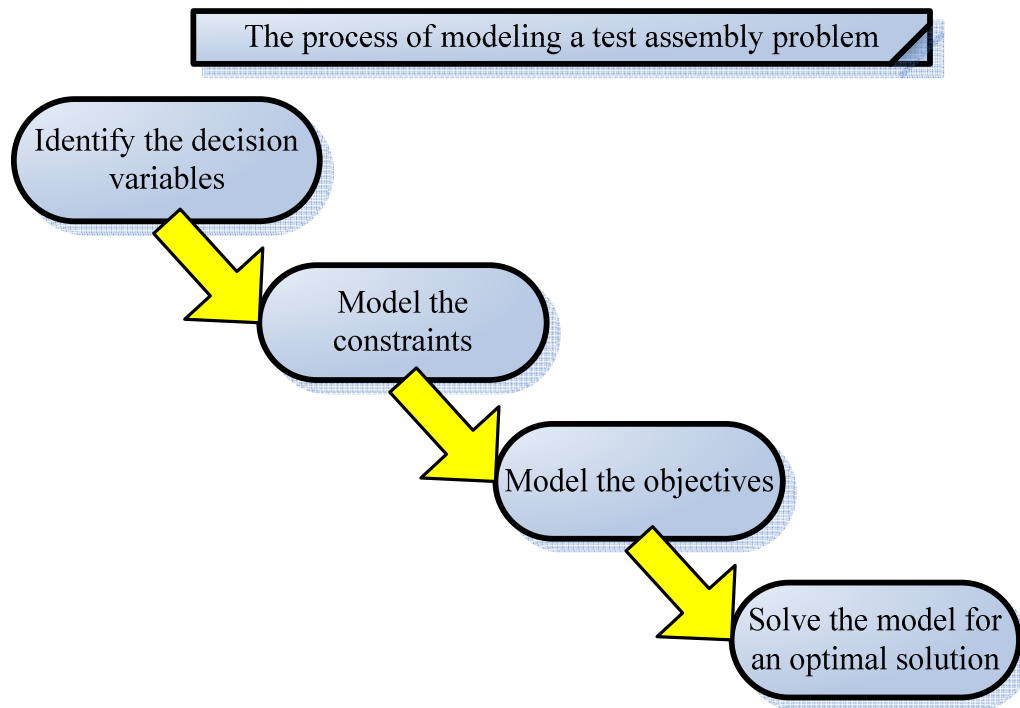 The process of modeling a test assembly problem
Identify the decision
variables
Model the
constraints
Model the objectives
Solve the model for
an optimal solution